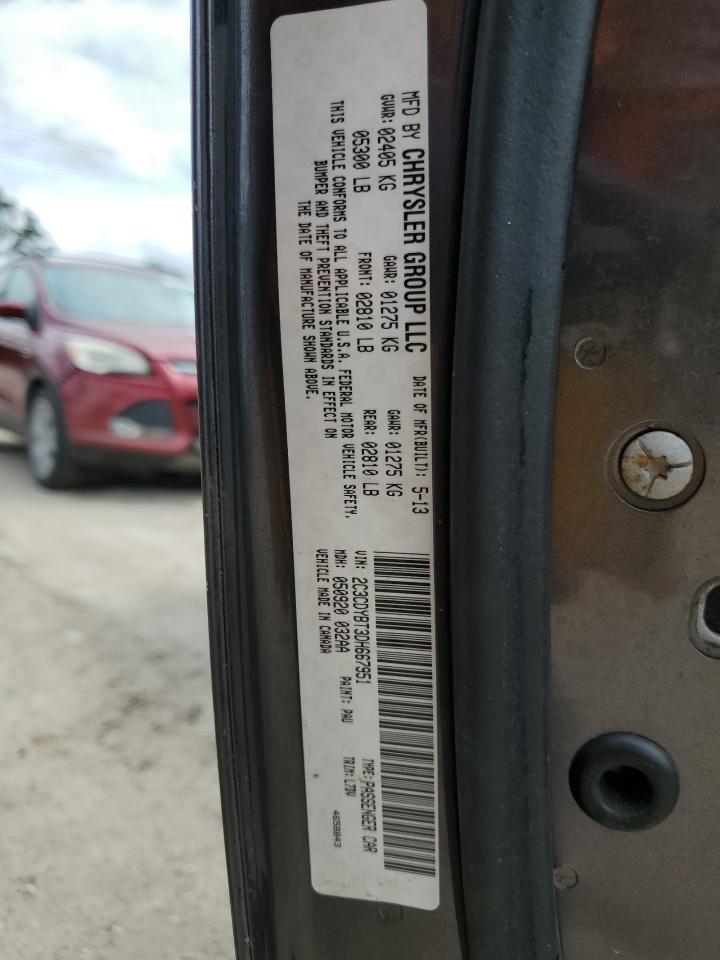 MFD BY CHRYSLER GROUP LLC DATE OF MFR(BUILT): 5-13
GVWR: 02405 KG GAWR: 01275 KG GAWR: 01275 KG
05300 LB FRONT: 02810 LB REAR: 02810 LB
THIS VEHICLE CONFORMS TO ALL APPLICABLE U.S.A. FEDERAL MOTOR VEHICLE SAFETY,
BUMPER AND THEFT PREVENTION STANDARDS IN EFFECT ON
THE DATE OF MANUFACTURE SHOWN ABOVE.
VIN: 2C3CDYBT3DH667951 TYPE: PASSENGER CAR
MDH: 050920 032AA PAINT: PAU TRIM: L7DV
VEHICLE MADE IN CANADA 4658843